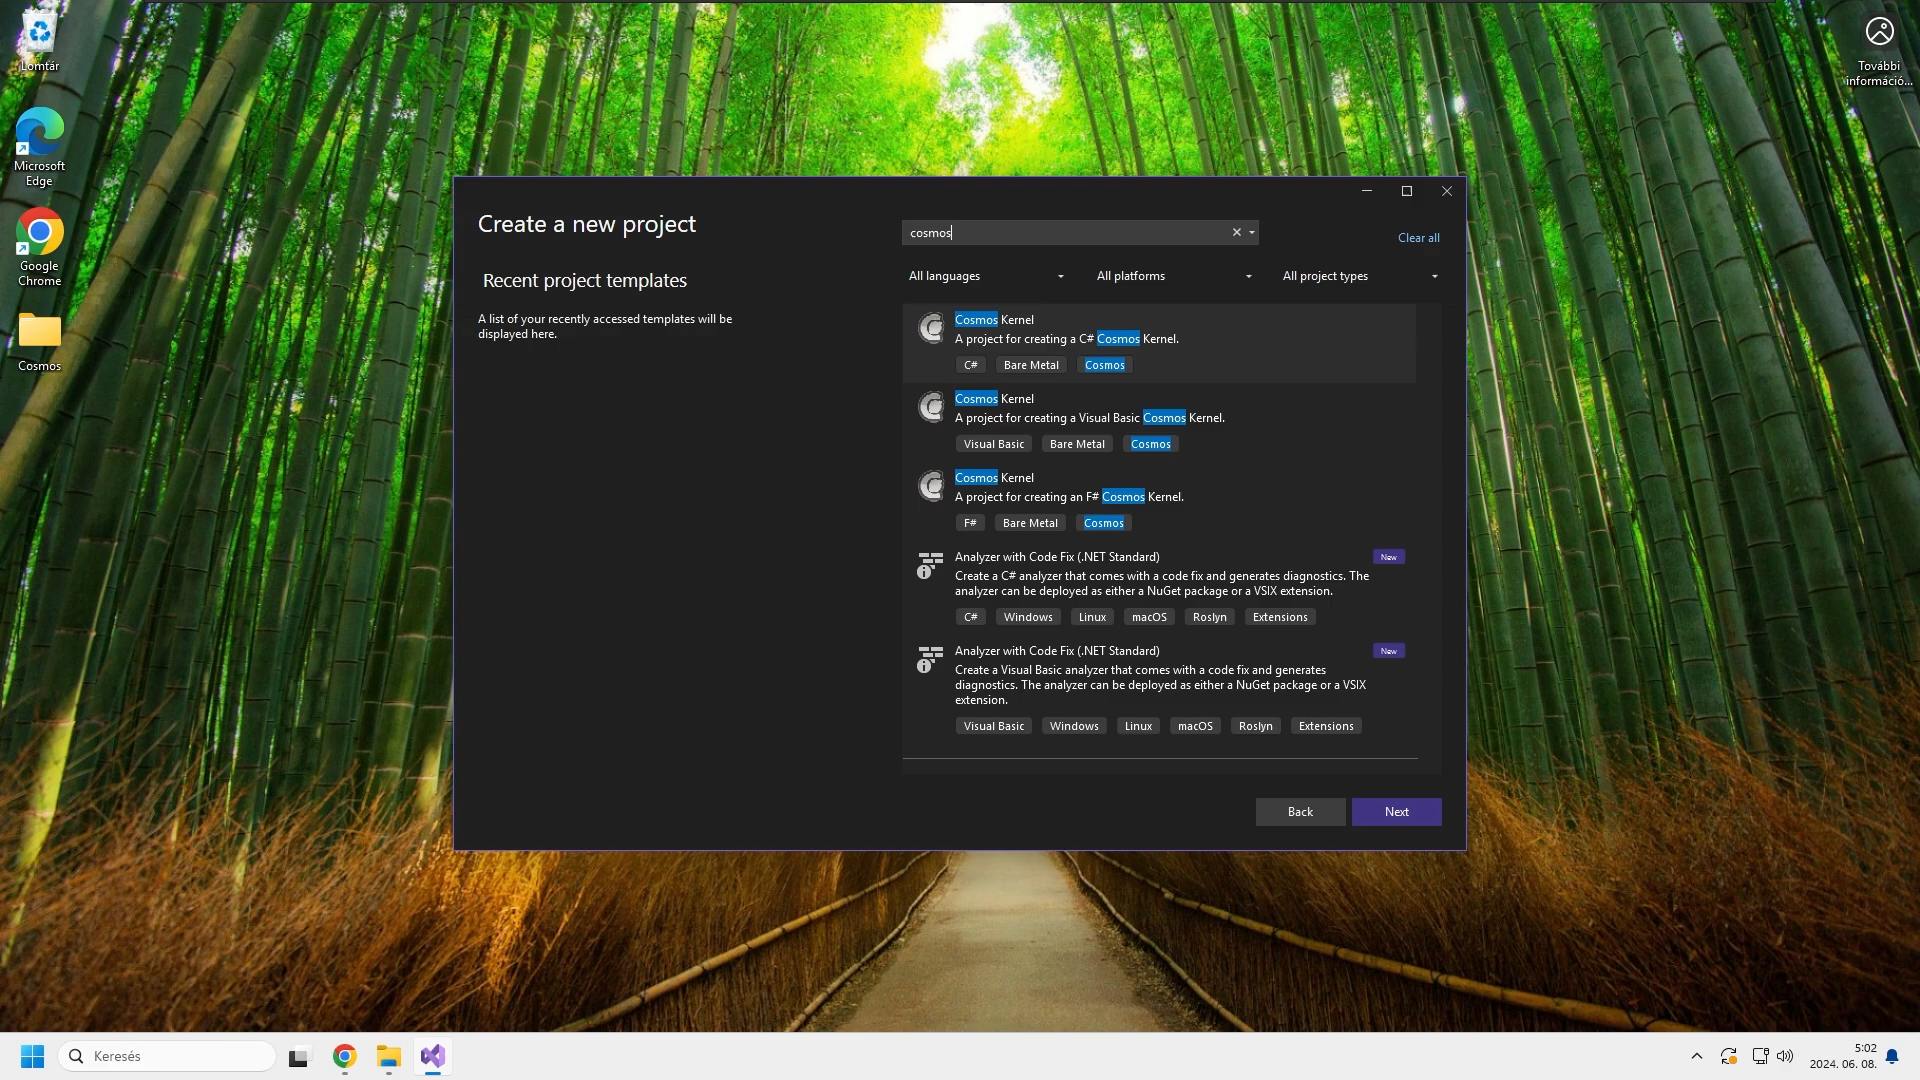 Lomtár
Microsoft
Edge
Google
Chrome
Cosmos
További
információ...
Create a new project
Recent project templates
A list of your recently accessed templates will be
displayed here.
cosmos
Clear all
All languages
All platforms
All project types
Cosmos Kernel
A project for creating a C# Cosmos Kernel.
C# Bare Metal Cosmos
Cosmos Kernel
A project for creating a Visual Basic Cosmos Kernel.
Visual Basic Bare Metal Cosmos
Cosmos Kernel
A project for creating an F# Cosmos Kernel.
F# Bare Metal Cosmos
Analyzer with Code Fix (.NET Standard) New
Create a C# analyzer that comes with a code fix and generates diagnostics. The
analyzer can be deployed as either a NuGet package or a VSIX extension.
C# Windows Linux macOS Roslyn Extensions
Analyzer with Code Fix (.NET Standard) New
Create a Visual Basic analyzer that comes with a code fix and generates
diagnostics. The analyzer can be deployed as either a NuGet package or a VSIX
extension.
Visual Basic Windows Linux macOS Roslyn Extensions
Back
Next
Keresés
5:02
2024. 06. 08.